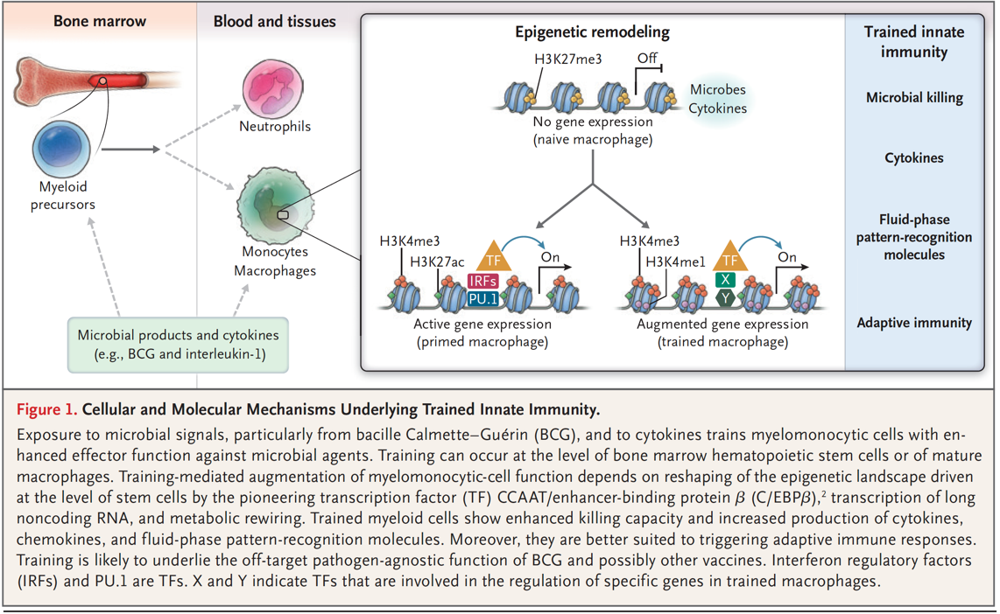 Bone marrow
Blood and tissues
Epigenetic remodeling
Trained innate
immunity
H3K27me3
Off
Microbes
Cytokines
No gene expression
(naive macrophage)
Neutrophils
Myeloid
precursors
Monocytes
Macrophages
Microbial products and cytokines
(e.g., BCG and interleukin-1)
H3K4me3
H3K27ac
TF
IRFs
PU.1
On
Active gene expression
(primed macrophage)
H3K4me3
H3K4me1
TF
X
Y
On
Augmented gene expression
(trained macrophage)
Microbial killing
Cytokines
Fluid-phase
pattern-recognition
molecules
Adaptive immunity
Figure 1. Cellular and Molecular Mechanisms Underlying Trained Innate Immunity.
Exposure to microbial signals, particularly from bacille Calmette–Guérin (BCG), and to cytokines trains myelomonocytic cells with en-
hanced effector function against microbial agents. Training can occur at the level of bone marrow hematopoietic stem cells or of mature
macrophages. Training-mediated augmentation of myelomonocytic-cell function depends on reshaping of the epigenetic landscape driven
at the level of stem cells by the pioneering transcription factor (TF) CCAAT/enhancer-binding protein β (C/EBPβ),² transcription of long
noncoding RNA, and metabolic rewiring. Trained myeloid cells show enhanced killing capacity and increased production of cytokines,
chemokines, and fluid-phase pattern-recognition molecules. Moreover, they are better suited to triggering adaptive immune responses.
Training is likely to underlie the off-target pathogen-agnostic function of BCG and possibly other vaccines. Interferon regulatory factors
(IRFs) and PU.1 are TFs. X and Y indicate TFs that are involved in the regulation of specific genes in trained macrophages.